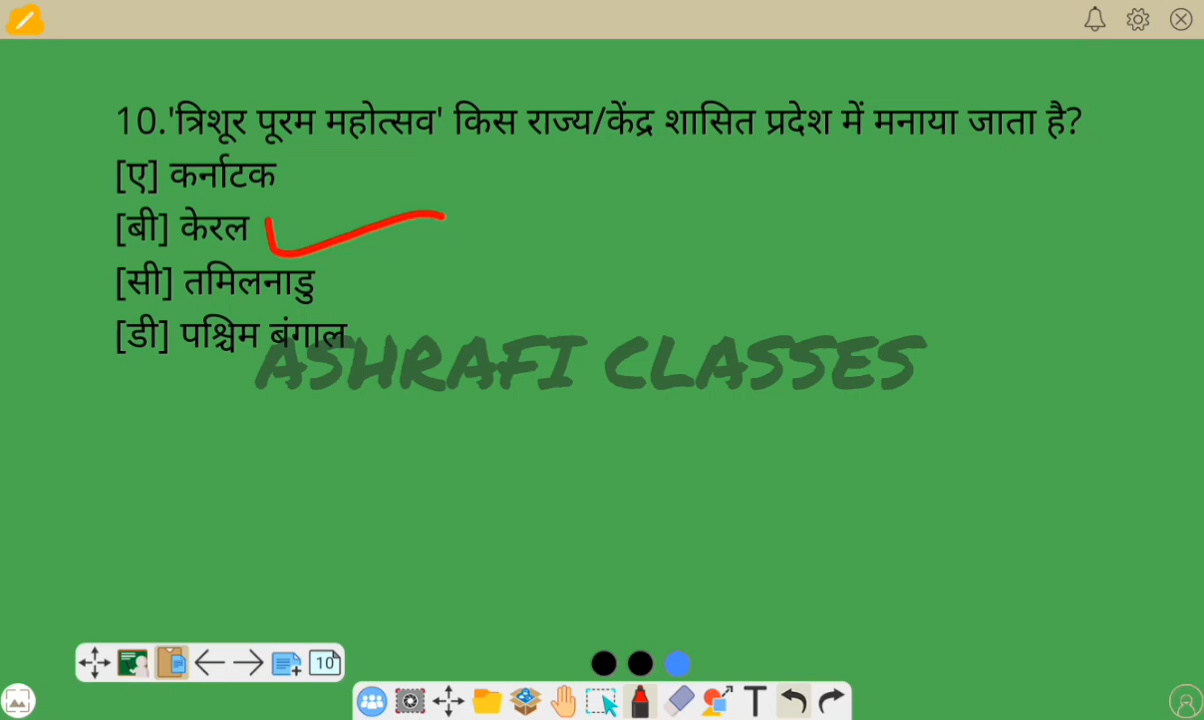 10.'त्रिशूर पूरम महोत्सव' किस राज्य/केंद्र शासित प्रदेश में मनाया जाता है?
[ए] कर्नाटक
[बी] केरल
[सी] तमिलनाडु
[डी] पश्चिम बंगाल
ASHRAFI CLASSES
10